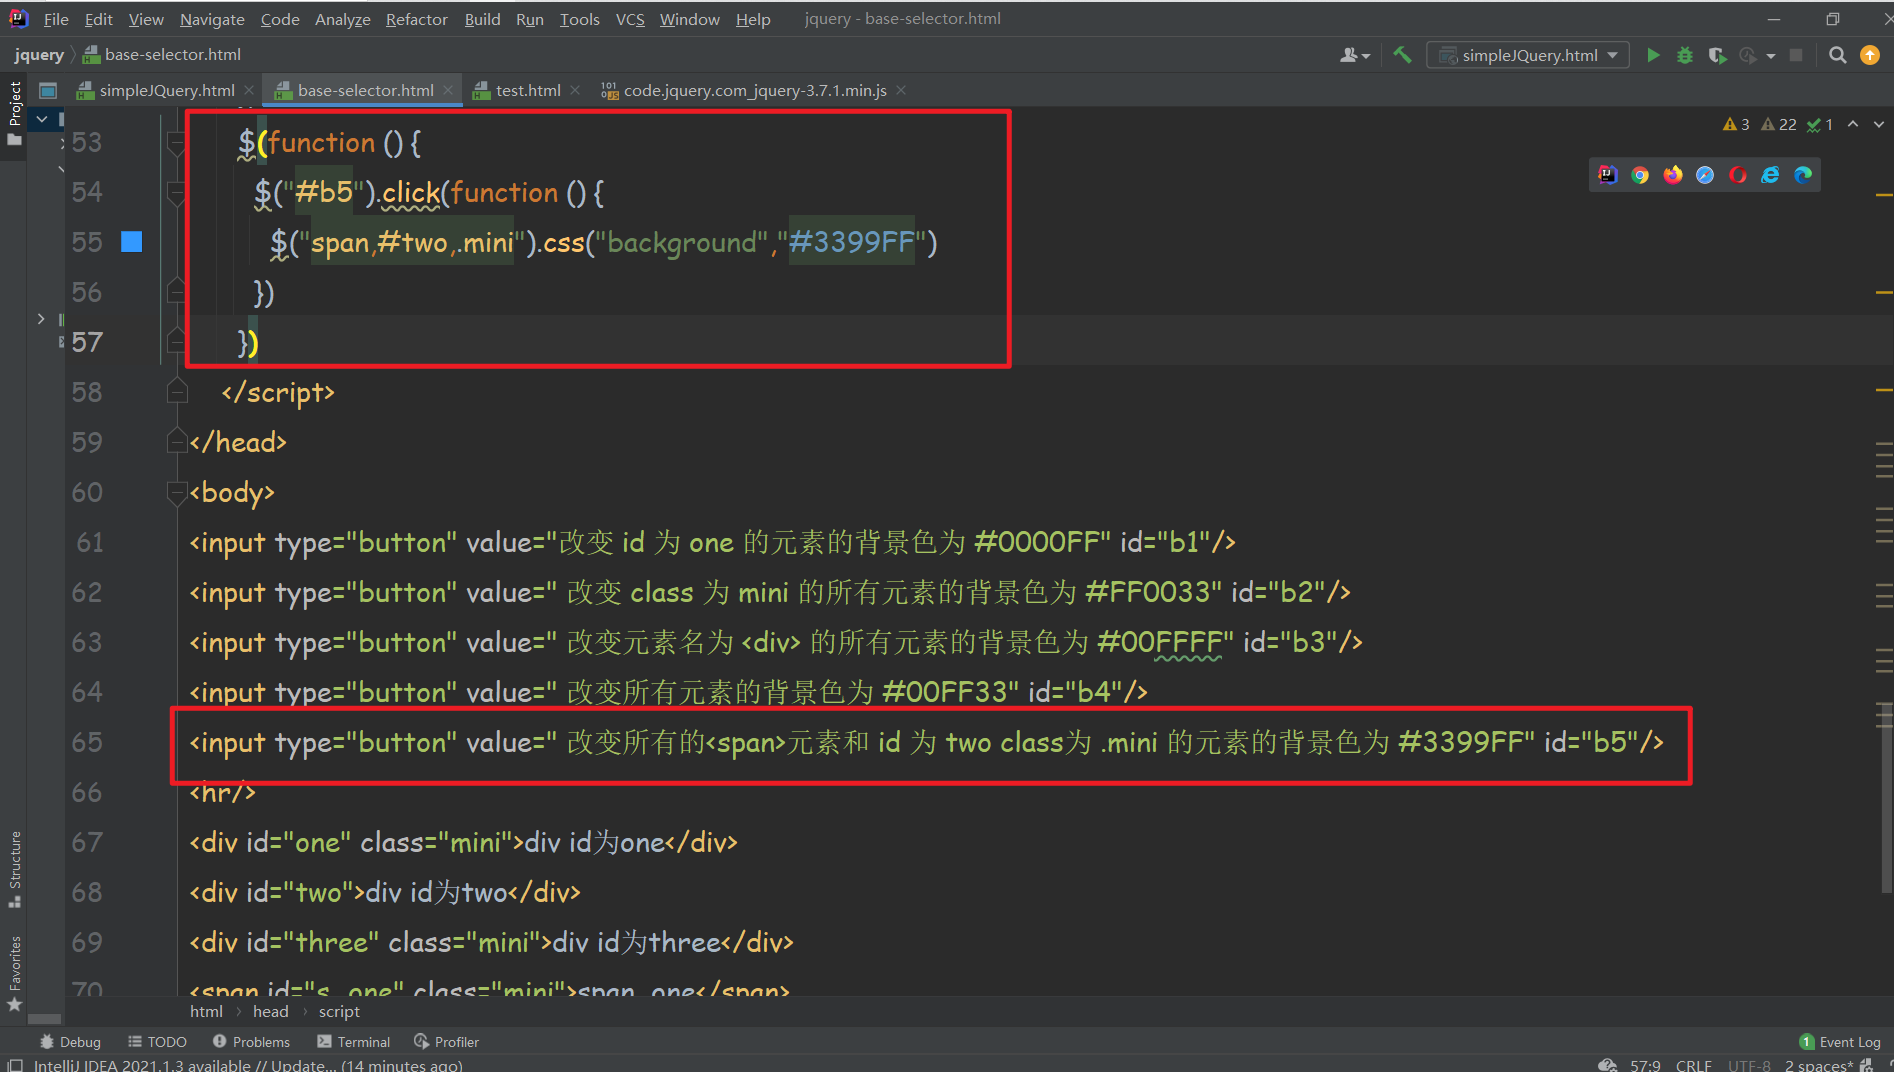 File Edit View Navigate Code Analyze Refactor Build Run Tools VCS Window Help jquery - base-selector.html
jquery base-selector.html simpleJQuery.html
Project
simpleJQuery.html base-selector.html test.html code.jquery.com_jquery-3.7.1.min.js
3 22 1
53 $(function () {
54 $("#b5").click(function () {
55 $("span,#two,.mini").css("background","#3399FF")
56 })
57 })
58 </script>
59 </head>
60 <body>
61 <input type="button" value="改变 id 为 one 的元素的背景色为 #0000FF" id="b1"/>
62 <input type="button" value=" 改变 class 为 mini 的所有元素的背景色为 #FF0033" id="b2"/>
63 <input type="button" value=" 改变元素名为 <div> 的所有元素的背景色为 #00FFFF" id="b3"/>
64 <input type="button" value=" 改变所有元素的背景色为 #00FF33" id="b4"/>
65 <input type="button" value=" 改变所有的<span>元素和 id 为 two class为 .mini 的元素的背景色为 #3399FF" id="b5"/>
66 <hr/>
67 <div id="one" class="mini">div id为one</div>
68 <div id="two">div id为two</div>
69 <div id="three" class="mini">div id为three</div>
70 <span id="s_one" class="mini">span one</span>
Structure
Favorites
html head script
Debug TODO Problems Terminal Profiler 1 Event Log
IntelliJ IDEA 2021.1.3 available // Update... (14 minutes ago) 57:9 CRLF UTF-8 2 spaces*